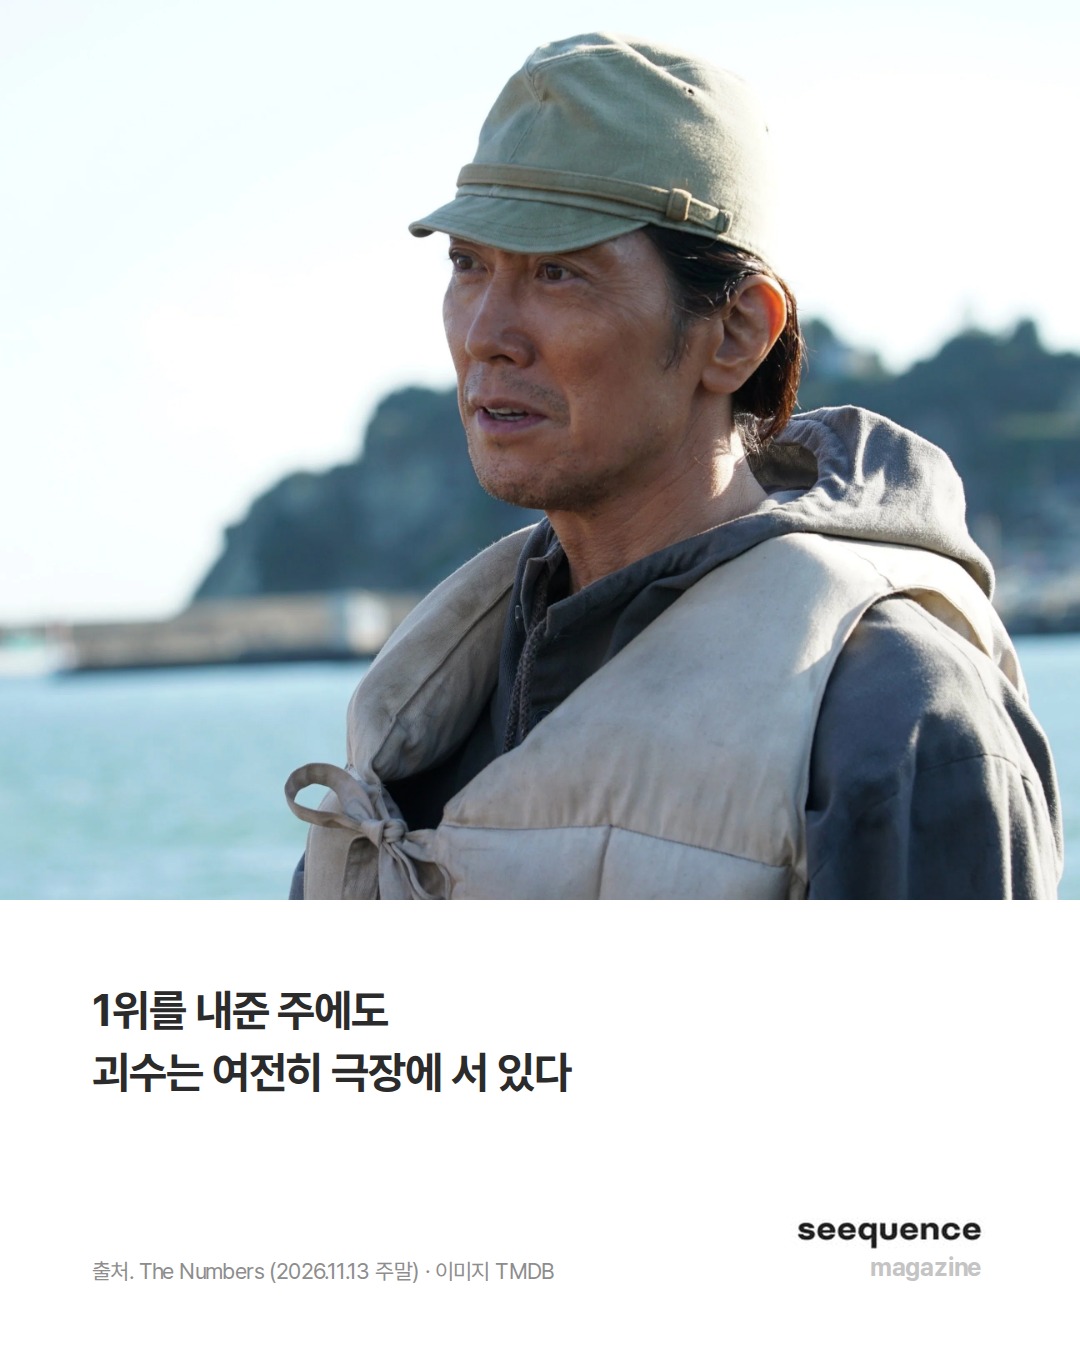 1위를 내준 주에도
괴수는 여전히 극장에 서 있다
seequence
magazine
출처. The Numbers (2026.11.13 주말) · 이미지 TMDB